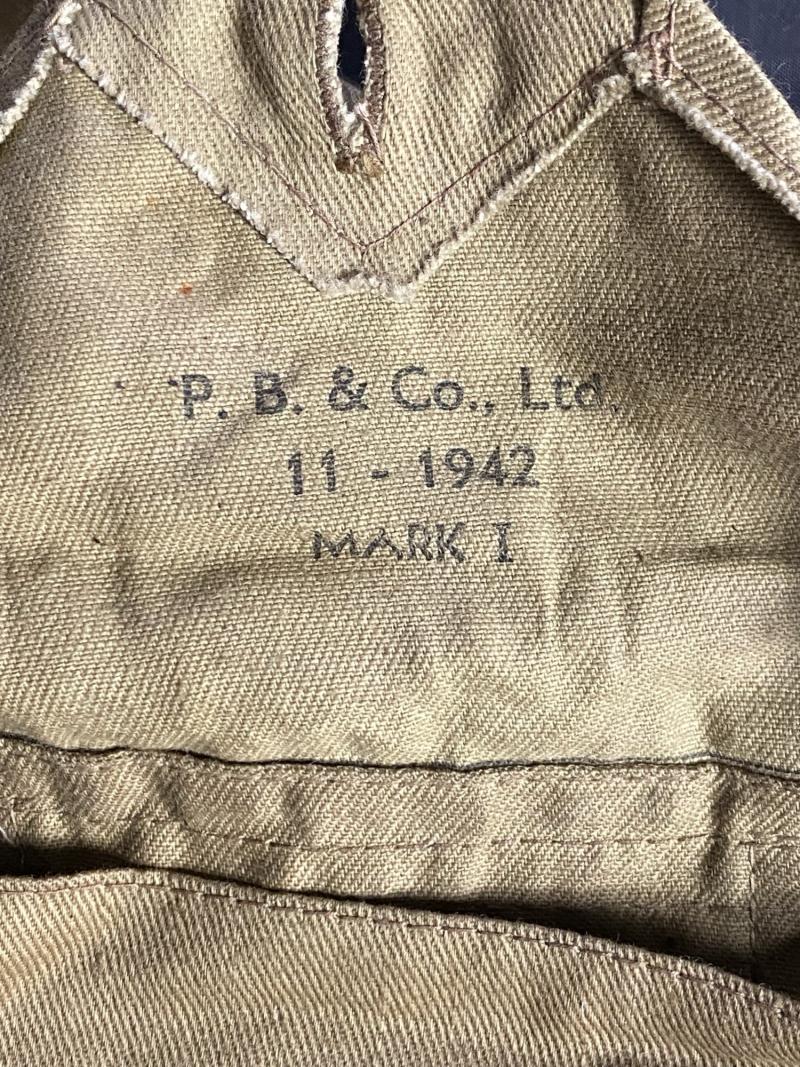 P. B. & Co., Ltd.
11 - 1942
MARK I